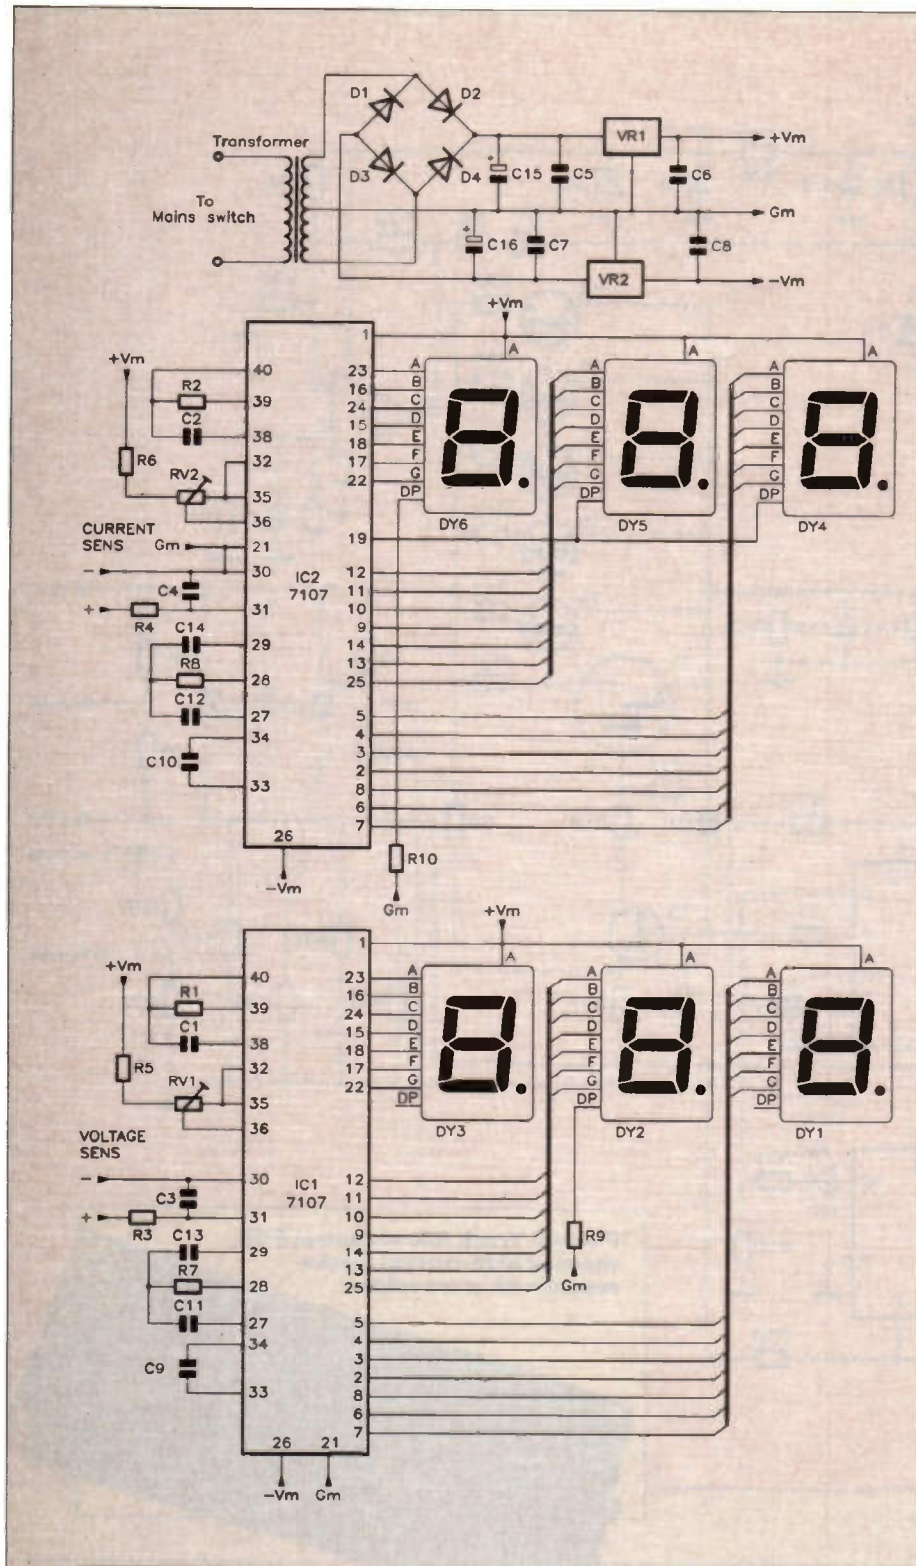 D1
D2
Transformer
VR1
+Vm
D3
D4
+
C15
C5
C6
To
Mains switch
Gm
+
C16
C7
C8
VR2
-Vm
+Vm
1
A
A
A
+Vm
40
R2
39
C2
38
R6
32
RV2
35
36
CURRENT
SENS
Gm
21
-
30
C4
+
31
R4
C14
29
R8
28
C12
27
34
C10
33
26
-Vm
IC2
7107
23
16
24
15
18
17
22
A
B
C
D
E
F
G
DP
DY6
A
B
C
D
E
F
G
DP
DY5
A
B
C
D
E
F
G
DP
DY4
19
12
11
10
9
14
13
25
5
4
3
2
8
6
7
R10
Gm
+Vm
1
A
A
A
+Vm
40
R1
39
C1
38
R5
32
RV1
35
36
VOLTAGE
SENS
-
30
C3
+
31
R3
C13
29
R7
28
C11
27
34
C9
33
26
21
-Vm
Gm
IC1
7107
23
16
24
15
18
17
22
A
B
C
D
E
F
G
DP
DY3
A
B
C
D
E
F
G
DP
DY2
A
B
C
D
E
F
G
DP
DY1
12
11
10
9
14
13
25
R9
Gm
5
4
3
2
8
6
7